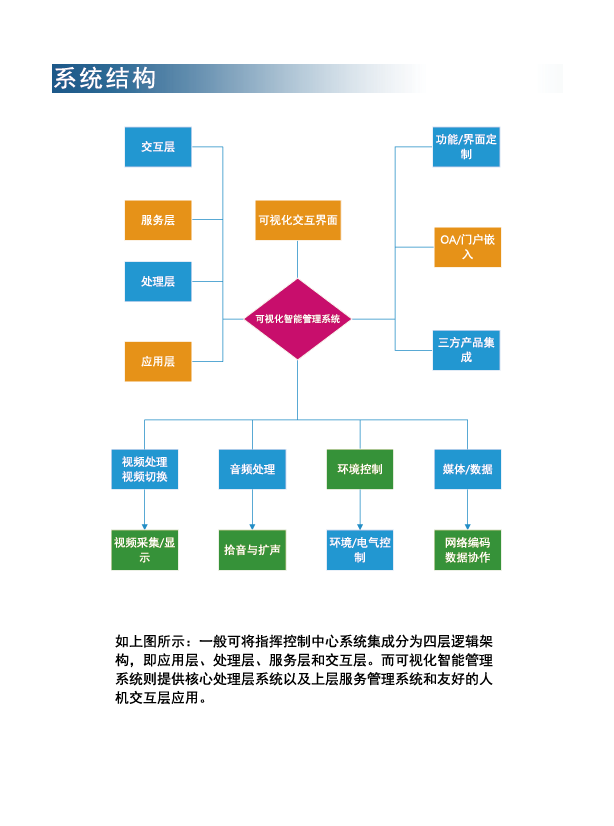 系统结构
交互层
功能/界面定
制
服务层
可视化交互界面
OA/门户嵌
入
处理层
可视化智能管理系统
应用层
三方产品集
成
视频处理
视频切换
音频处理
环境控制
媒体/数据
视频采集/显
示
拾音与扩声
环境/电气控
制
网络编码
数据协作
如上图所示：一般可将指挥控制中心系统集成分为四层逻辑架
构，即应用层、处理层、服务层和交互层。而可视化智能管理
系统则提供核心处理层系统以及上层服务管理系统和友好的人
机交互层应用。